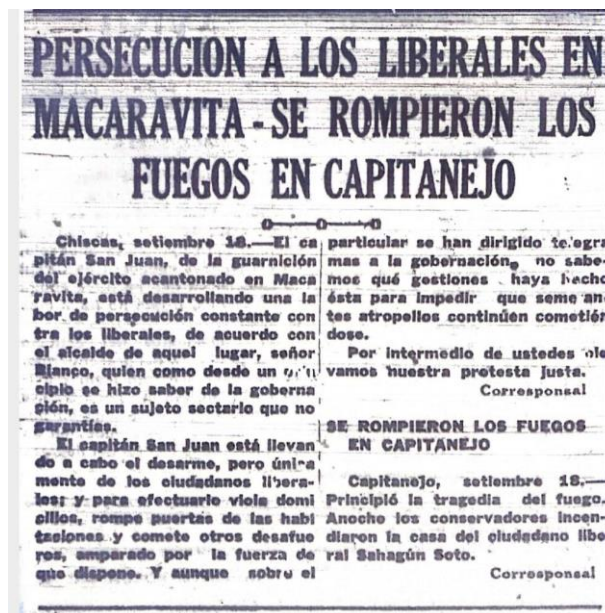 PERSECUCION A LOS LIBERALES EN
MACARAVITA - SE ROMPIERON LOS
FUEGOS EN CAPITANEJO
Chiscas, setiembre 18.—El ca
pitán San Juan, de la guarnición
del ejército acantonado en Maca
ravita, está desarrollando una la
bor de persecución constante con
tra los liberales, de acuerdo con
el alcalde de aquel lugar, señor
Blanco, quien como desde un
cipio se hizo saber de la goberna
ción, es un sujeto sectario que no
garantías.
El capitán San Juan está llevan
do a cabo el desarme, pero única
mente de los ciudadanos libera-
les; y para efectuarlo viola domi
cilios, rompe puertas de las habi
taciones y comete otros desafue
ros, amparado por la fuerza de
que dispone. Y aunque sobre el
particular se han dirigido telegra
mas a la gobernación, no sabe-
mos qué gestiones haya hecho
ésta para impedir que semejan
tes atropellos continúen cometién
dose.
Por intermedio de ustedes ele
vamos nuestra protesta justa.
Corresponsal
SE ROMPIERON LOS FUEGOS
EN CAPITANEJO
Capitanejo, setiembre 18.—
Principió la tragedia del fuego.
Anoche los conservadores incen-
diaron la casa del ciudadano libe
ral Sahagún Soto.
Corresponsal